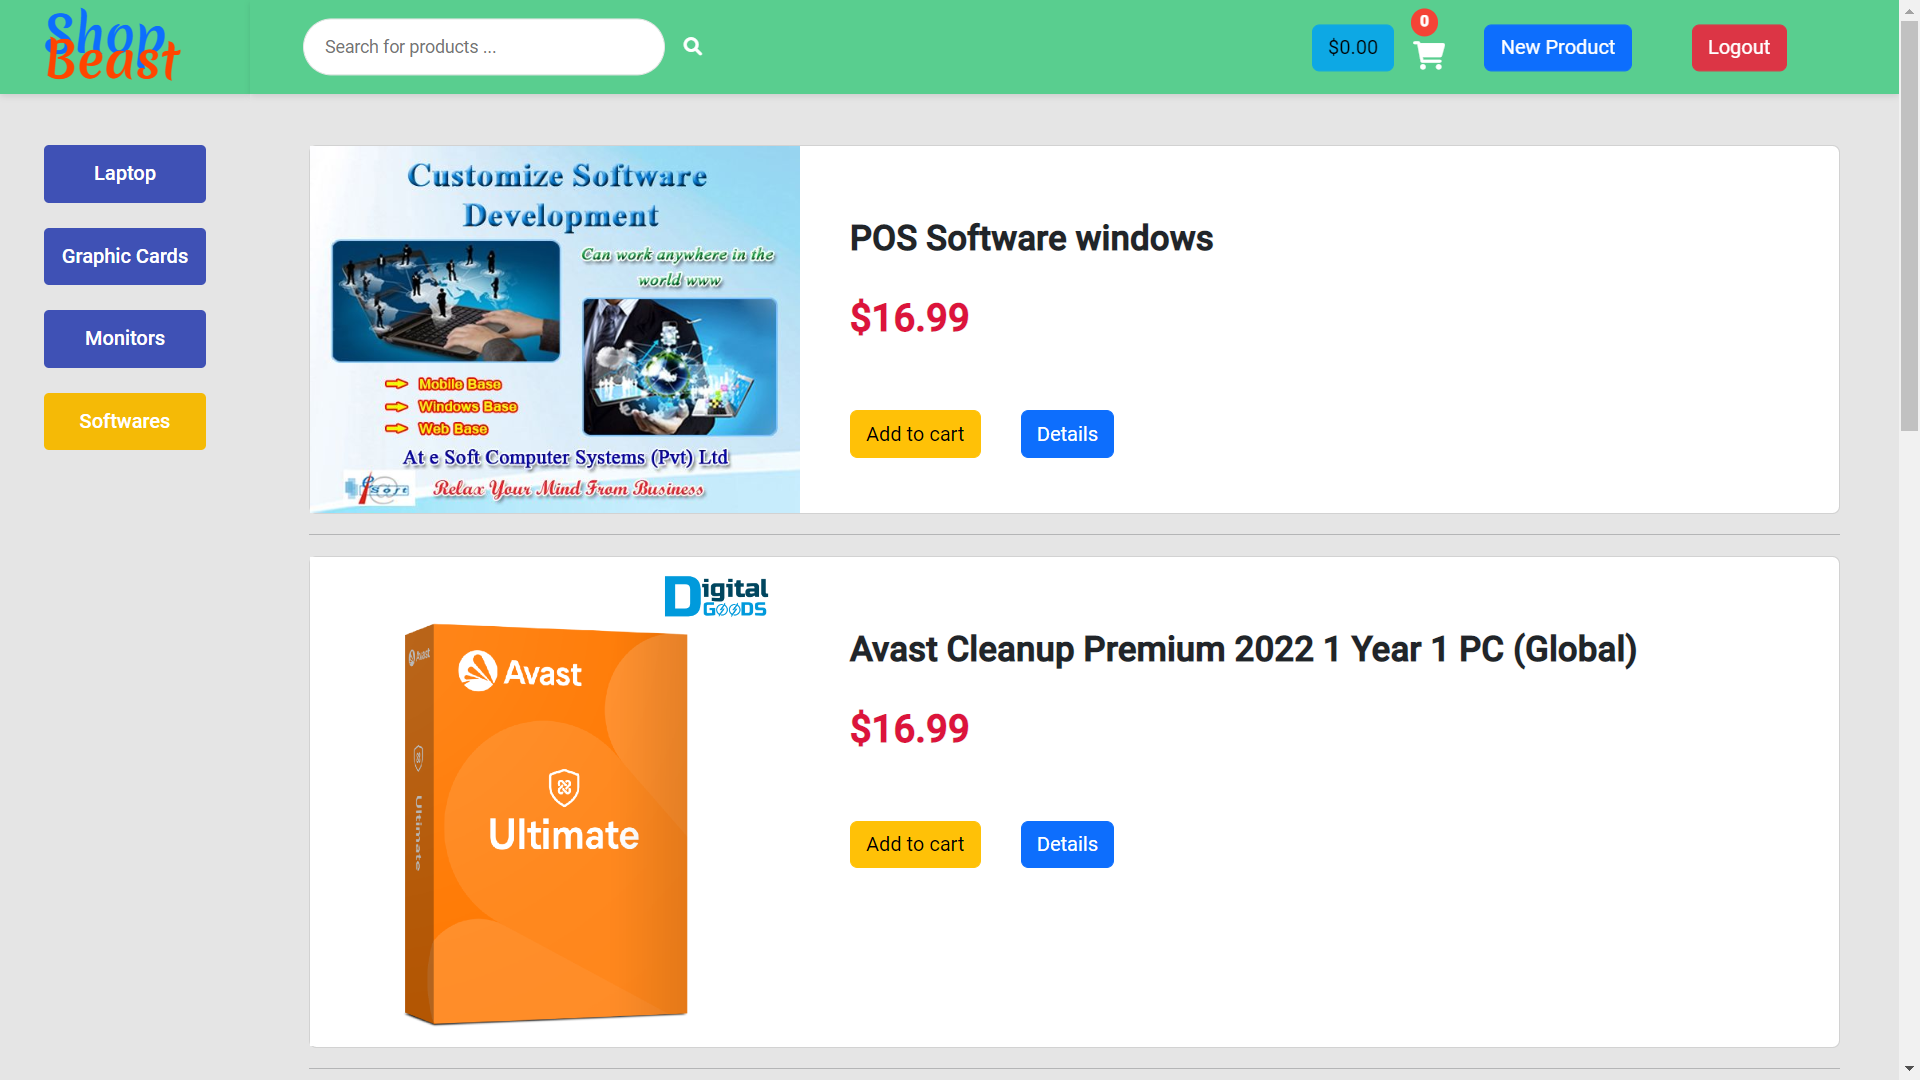 Shop
Beast
Search for products ...
$0.00
0
New Product
Logout
Laptop
Graphic Cards
Monitors
Softwares
Customize Software
Development
Can work anywhere in the
world www
Mobile Base
Windows Base
Web Base
At e Soft Computer Systems (Pvt) Ltd
Relax Your Mind From Business
POS Software windows
$16.99
Add to cart
Details
Digital
GOODS
Avast
Avast
Ultimate
Ultimate
Avast Cleanup Premium 2022 1 Year 1 PC (Global)
$16.99
Add to cart
Details